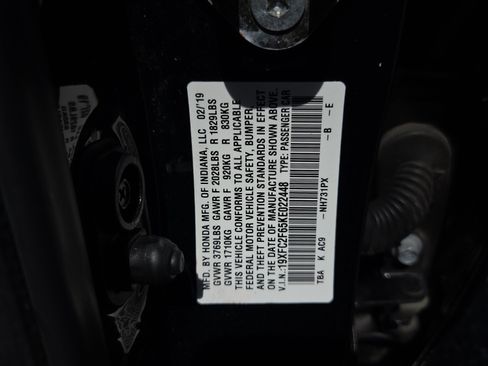 MFD. BY HONDA MFG. OF INDIANA, LLC 02/'19
GVWR 3769LBS GAWR F 2028LBS R 1829LBS
GVWR 1710KG GAWR F 920KG R 830KG
THIS VEHICLE CONFORMS TO ALL APPLICABLE
FEDERAL MOTOR VEHICLE SAFETY, BUMPER,
AND THEFT PREVENTION STANDARDS IN EFFECT
ON THE DATE OF MANUFACTURE SHOWN ABOVE.
V.I.N.:19XFC2F65KE022448 TYPE: PASSENGER CAR
NH731PX - B - E
TBA K AC9